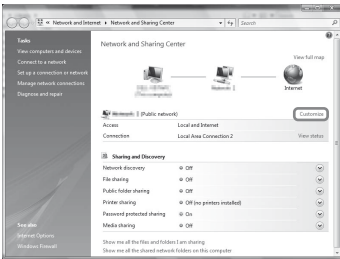 « Network and Internet ▸ Network and Sharing Center
Search
Tasks
View computers and devices
Connect to a network
Set up a connection or network
Manage network connections
Diagnose and repair
See also
Internet Options
Windows Firewall
Network and Sharing Center
View full map
Internet
(Public network)
Customize
Access Local and Internet
Connection Local Area Connection 2 View status
Sharing and Discovery
Network discovery Off
File sharing Off
Public folder sharing Off
Printer sharing Off (no printers installed)
Password protected sharing On
Media sharing Off
Show me all the files and folders I am sharing
Show me all the shared network folders on this computer